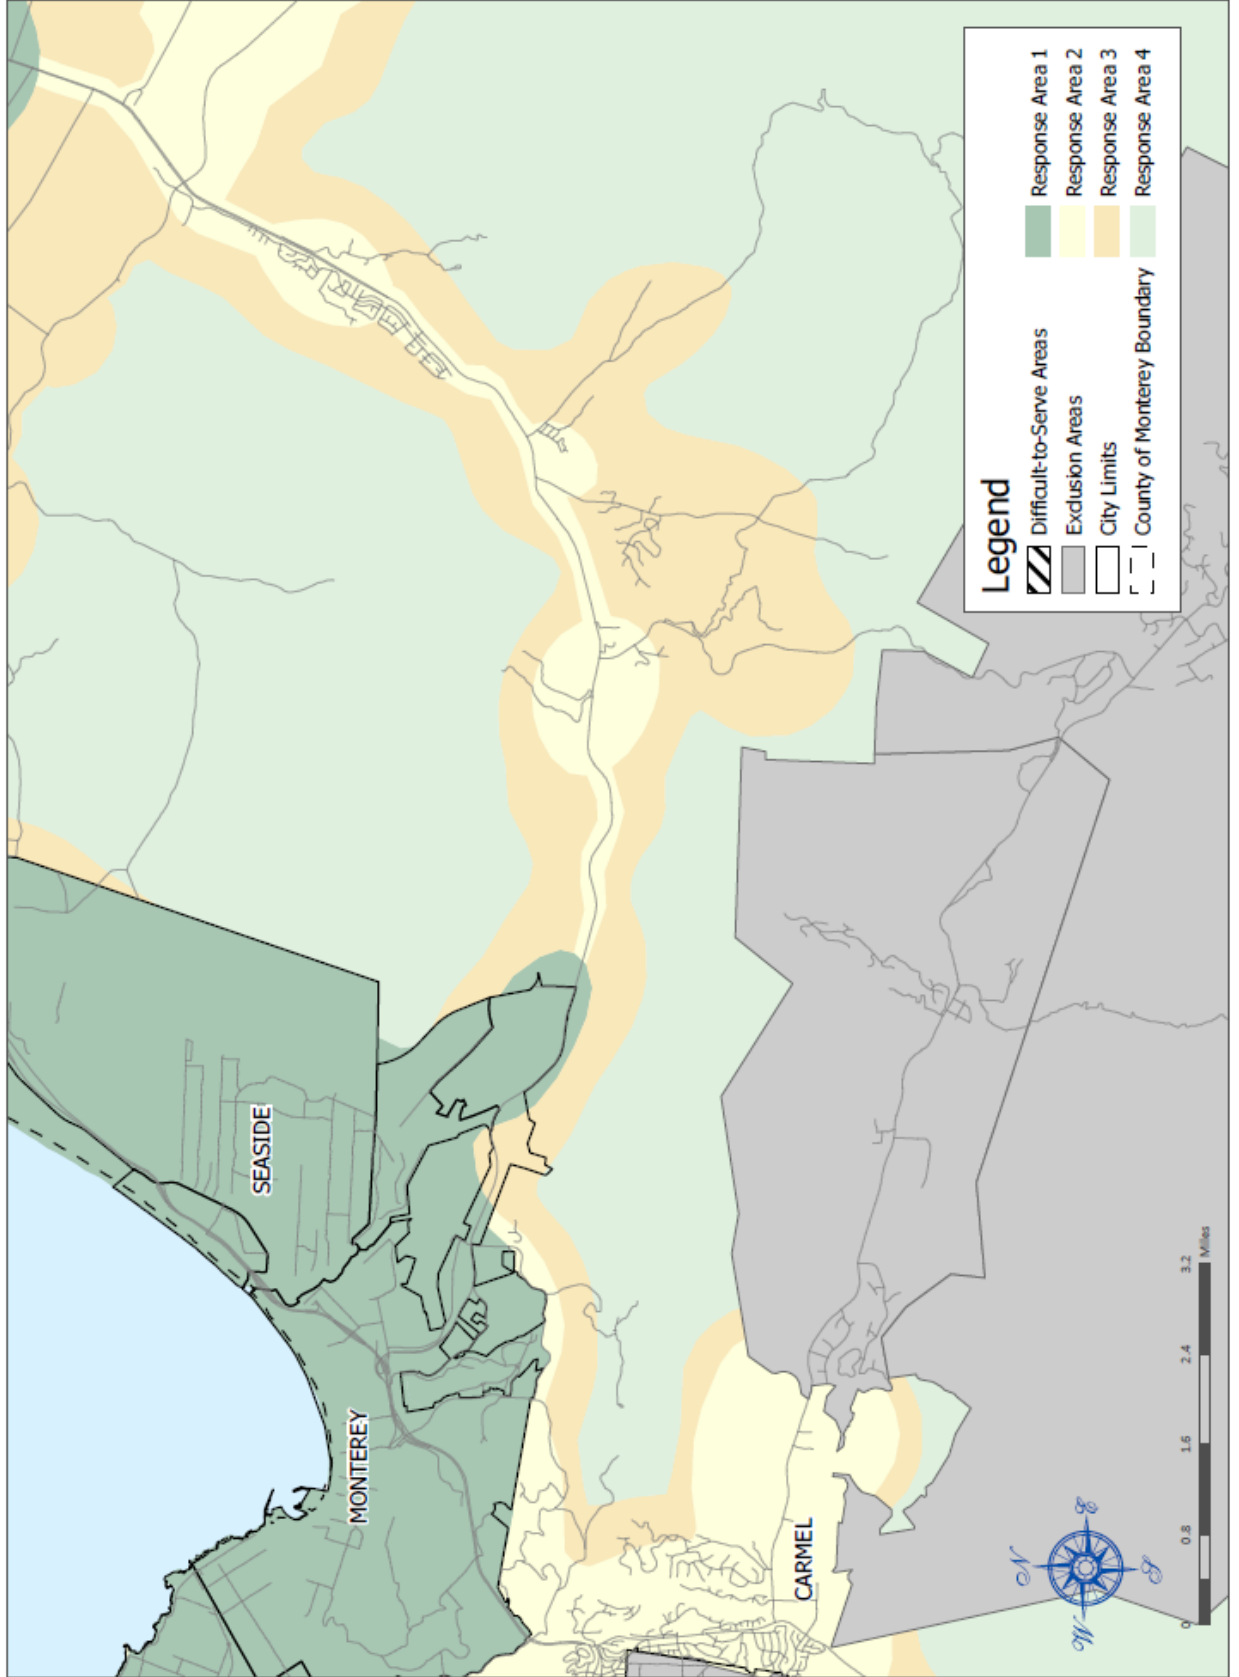 SEASIDE
MONTEREY
CARMEL
Legend
Difficult-to-Serve Areas
Exclusion Areas
City Limits
County of Monterey Boundary
Response Area 1
Response Area 2
Response Area 3
Response Area 4
N
W
E
S
0 0.8 1.6 2.4 3.2
Miles